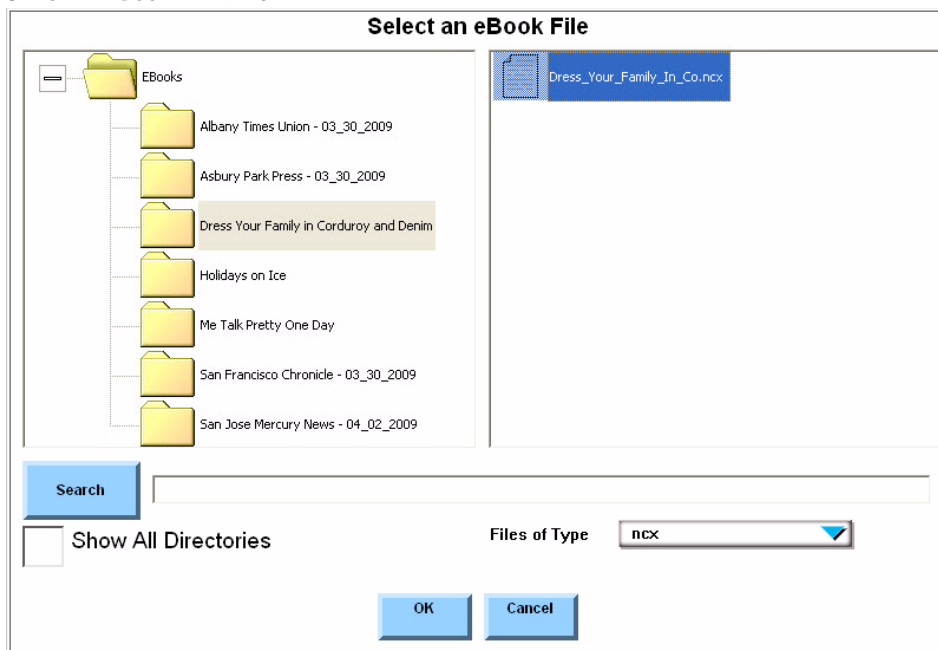 Select an eBook File
EBooks
Albany Times Union - 03_30_2009
Asbury Park Press - 03_30_2009
Dress Your Family in Corduroy and Denim
Holidays on Ice
Me Talk Pretty One Day
San Francisco Chronicle - 03_30_2009
San Jose Mercury News - 04_02_2009
Dress_Your_Family_In_Co.ncx
Search
Show All Directories
Files of Type
ncx
OK
Cancel